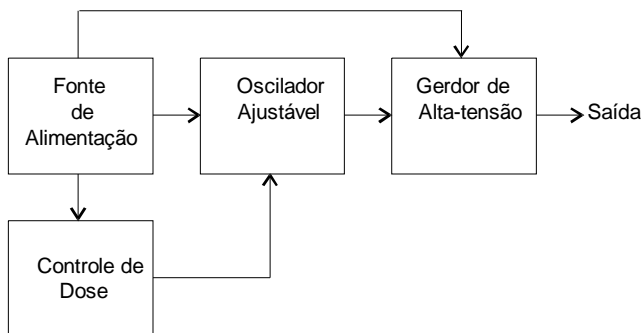 Fonte
de
Alimentação
Oscilador
Ajustável
Gerdor de
Alta-tensão
Saída
Controle de
Dose